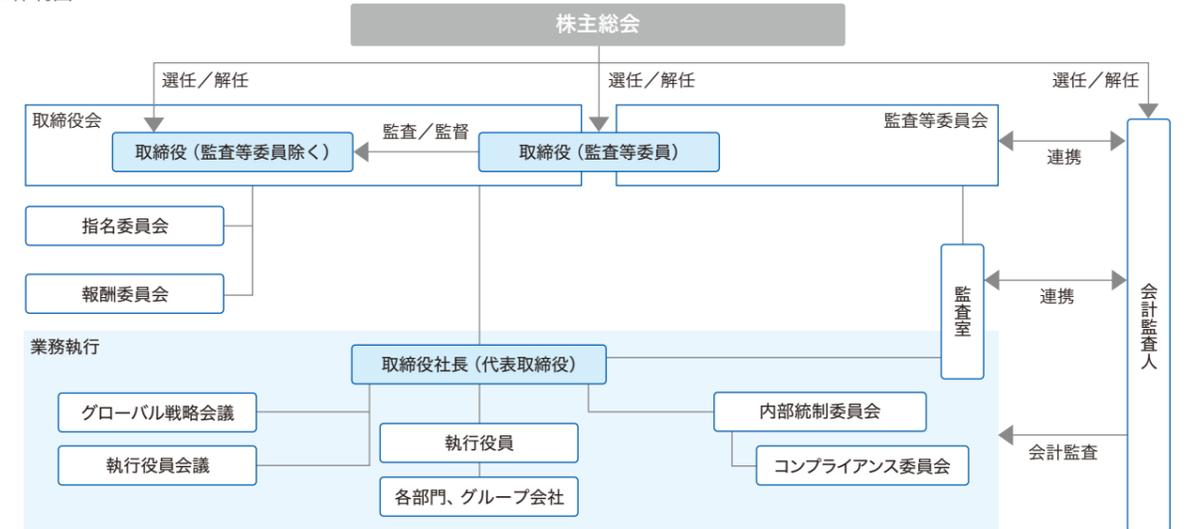 株主総会
選任／解任
選任／解任
選任／解任
取締役会
監査等委員会
監査／監督
取締役（監査等委員除く）
取締役（監査等委員）
連携
指名委員会
報酬委員会
監査室
連携
会計監査人
業務執行
取締役社長（代表取締役）
グローバル戦略会議
内部統制委員会
執行役員
執行役員会議
コンプライアンス委員会
会計監査
各部門、グループ会社